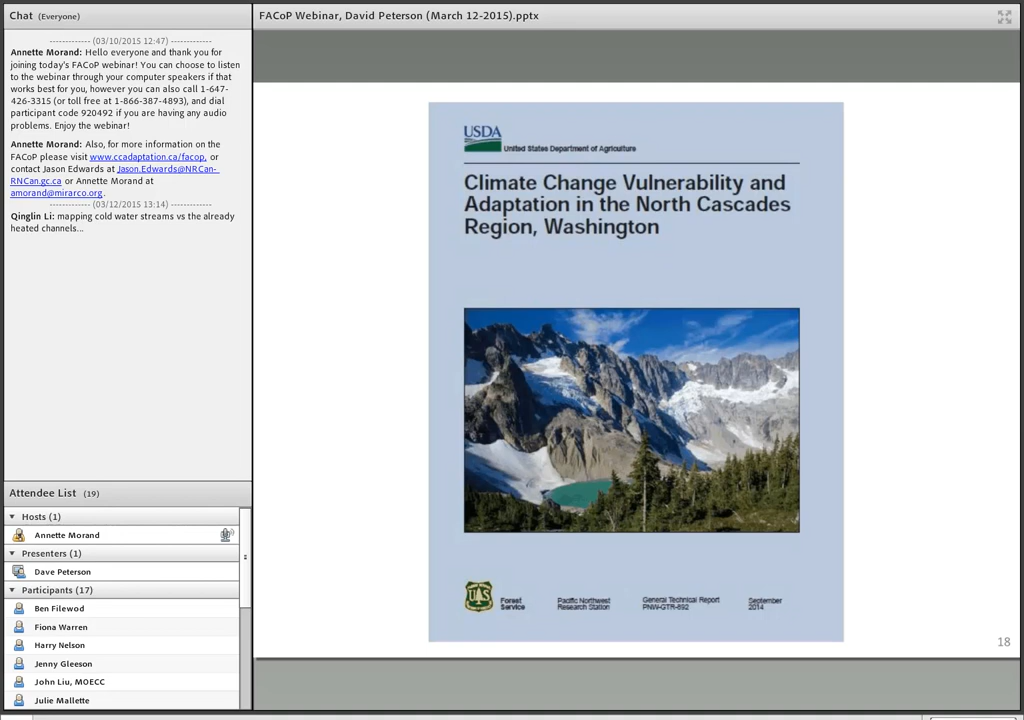 Chat (Everyone)
------------- (03/10/2015 12:47) -------------
Annette Morand: Hello everyone and thank you for
joining today's FACoP webinar! You can choose to listen
to the webinar through your computer speakers if that
works best for you, however you can also call 1-647-
426-3315 (or toll free at 1-866-387-4893), and dial
participant code 920492 if you are having any audio
problems. Enjoy the webinar!
Annette Morand: Also, for more information on the
FACoP please visit www.ccadaptation.ca/facop, or
contact Jason Edwards at Jason.Edwards@NRCan-
RNCan.gc.ca or Annette Morand at
amorand@mirarco.org.
------------- (03/12/2015 13:14) -------------
Qinglin Li: mapping cold water streams vs the already
heated channels...
Attendee List (19)
Hosts (1)
Annette Morand
Presenters (1)
Dave Peterson
Participants (17)
Ben Filewod
Fiona Warren
Harry Nelson
Jenny Gleeson
John Liu, MOECC
Julie Mallette
FACoP Webinar, David Peterson (March 12-2015).pptx
USDA
United States Department of Agriculture
Climate Change Vulnerability and
Adaptation in the North Cascades
Region, Washington
UAS
Forest
Service
Pacific Northwest
Research Station
General Technical Report
PNW-GTR-892
September
2014
18